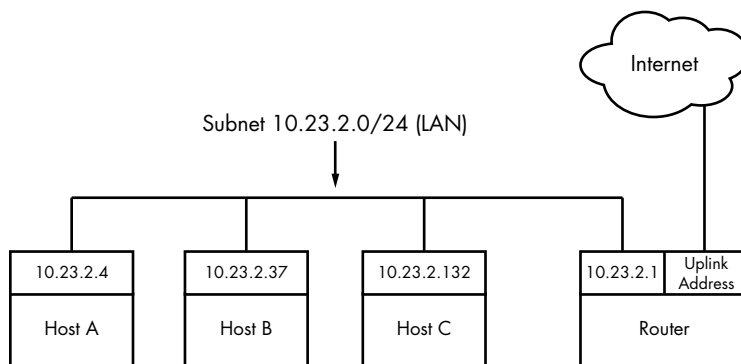 Internet
Subnet 10.23.2.0/24 (LAN)
10.23.2.4
10.23.2.37
10.23.2.132
10.23.2.1
Uplink
Address
Host A
Host B
Host C
Router